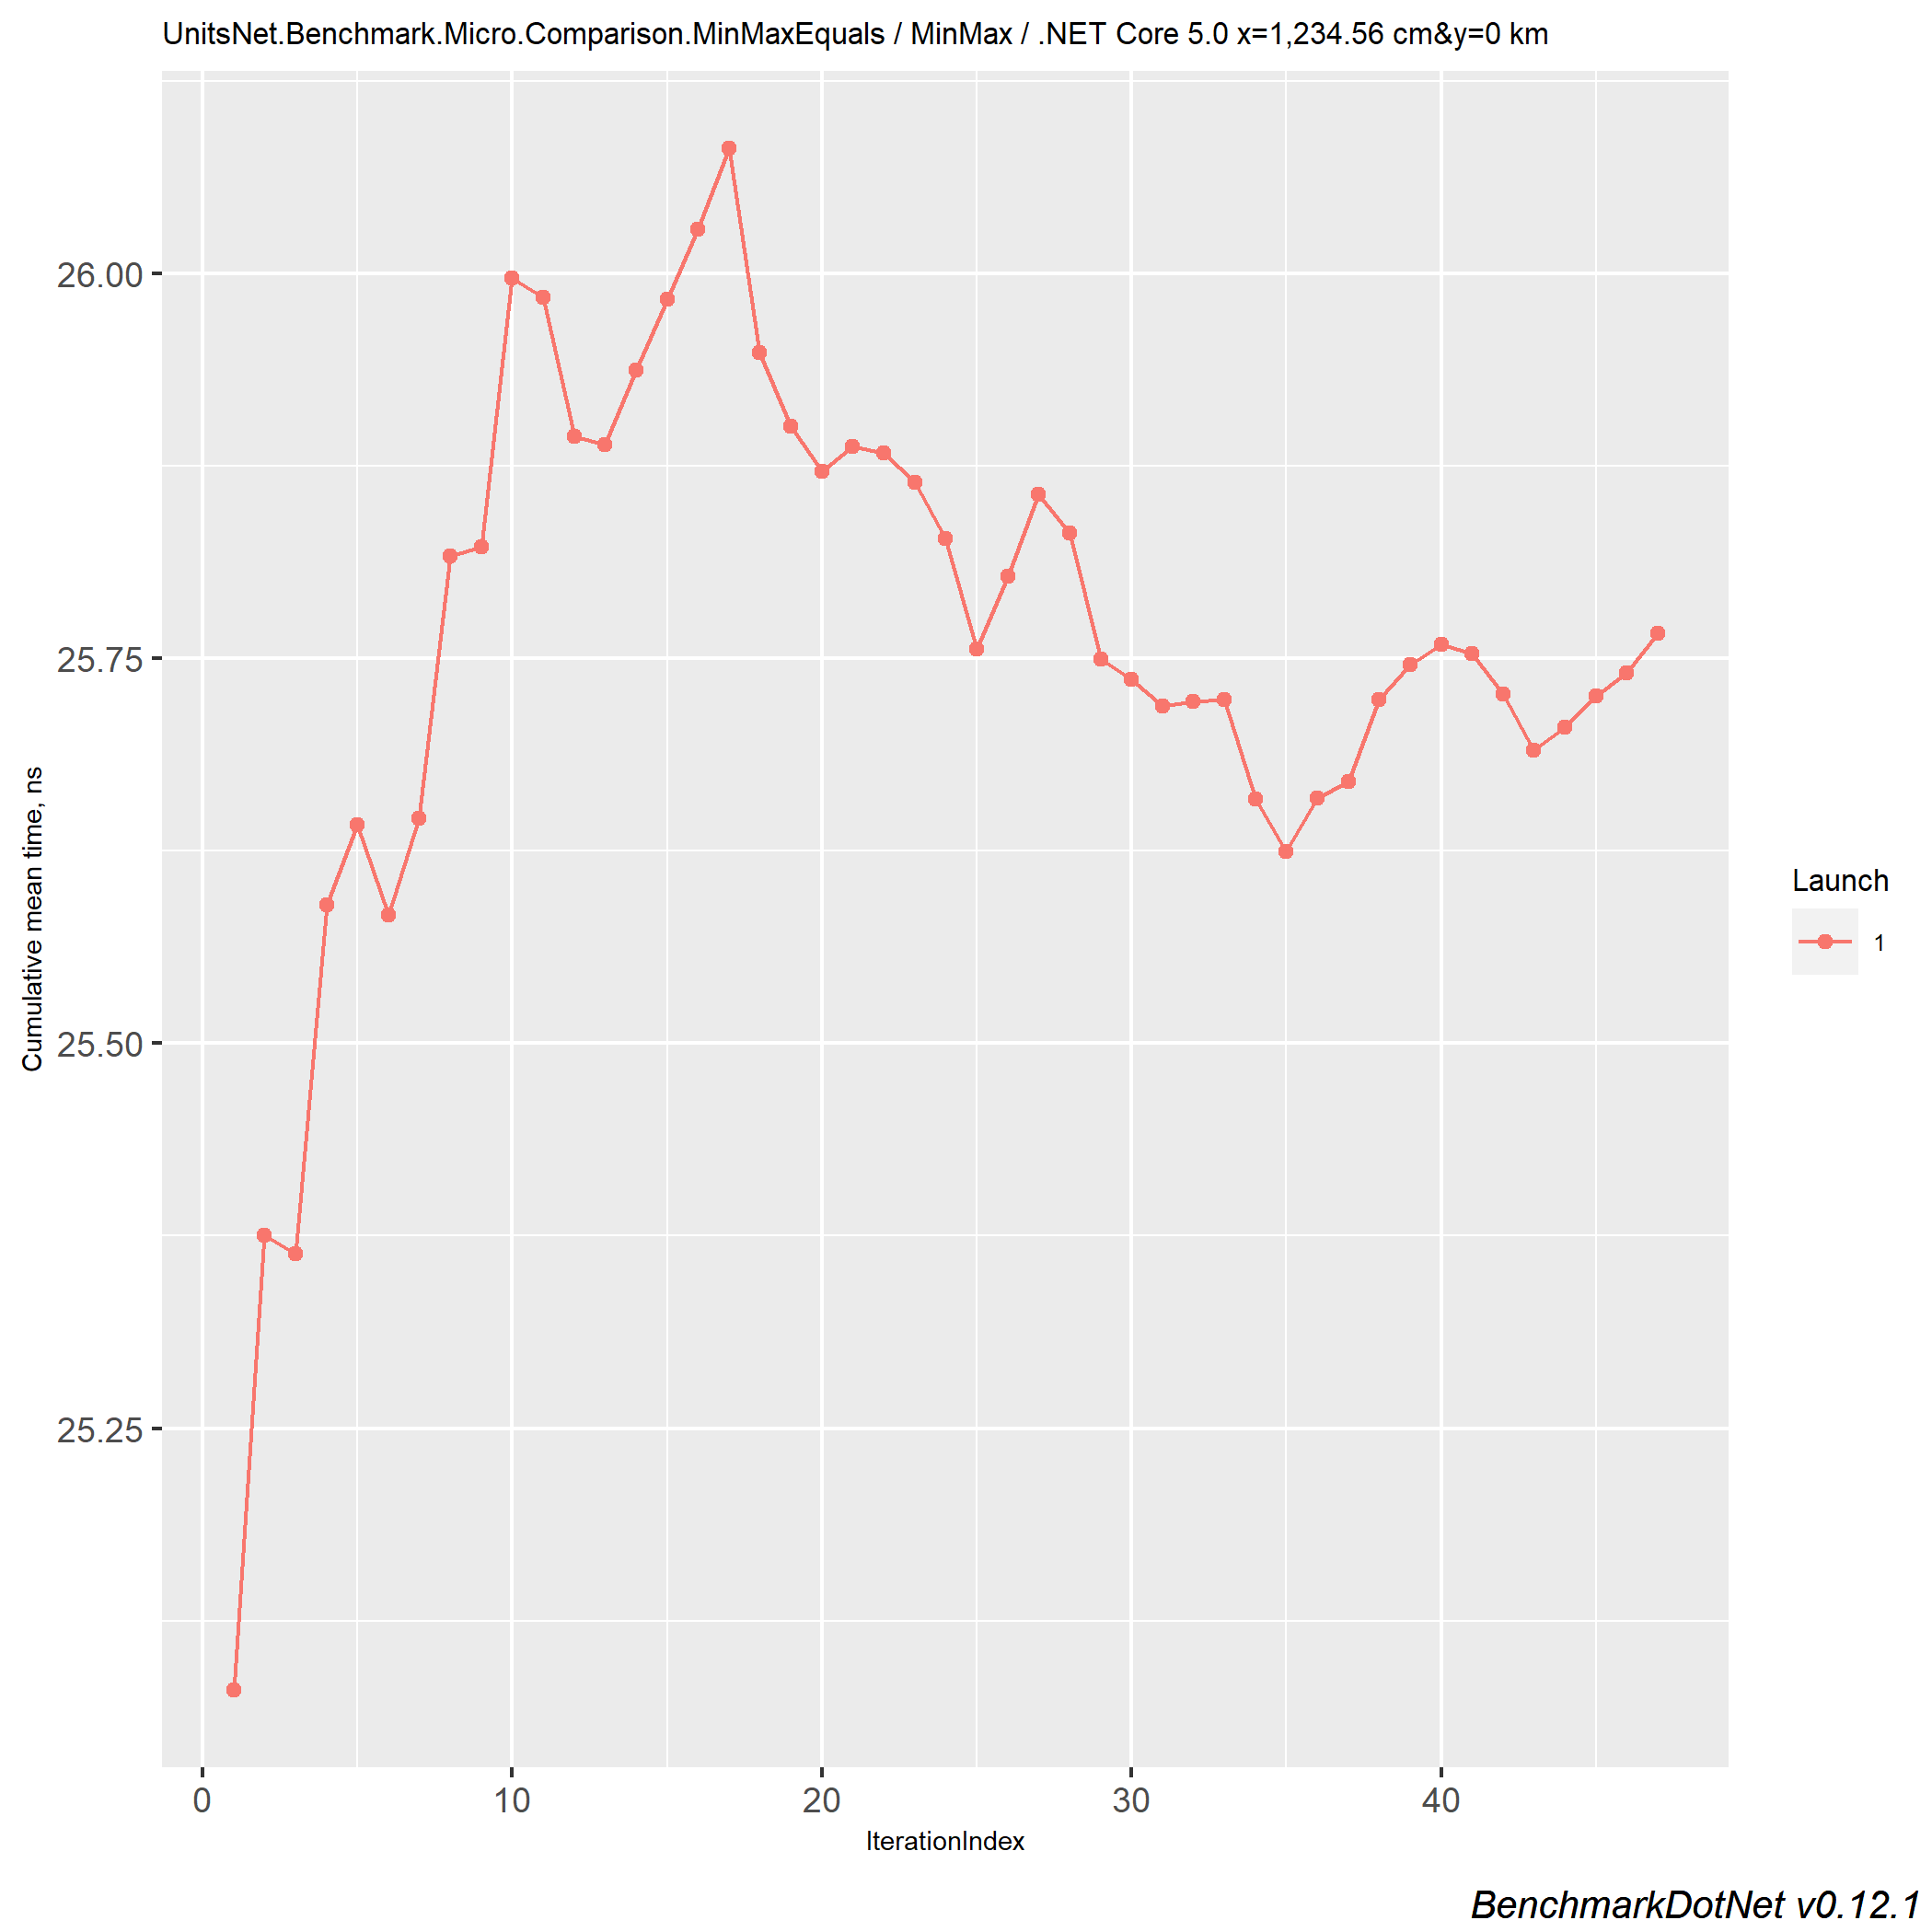 UnitsNet.Benchmark.Micro.Comparison.MinMaxEquals / MinMax / .NET Core 5.0 x=1,234.56 cm&y=0 km
26.00
25.75
25.50
25.25
Cumulative mean time, ns
0 10 20 30 40
IterationIndex
Launch
1
BenchmarkDotNet v0.12.1